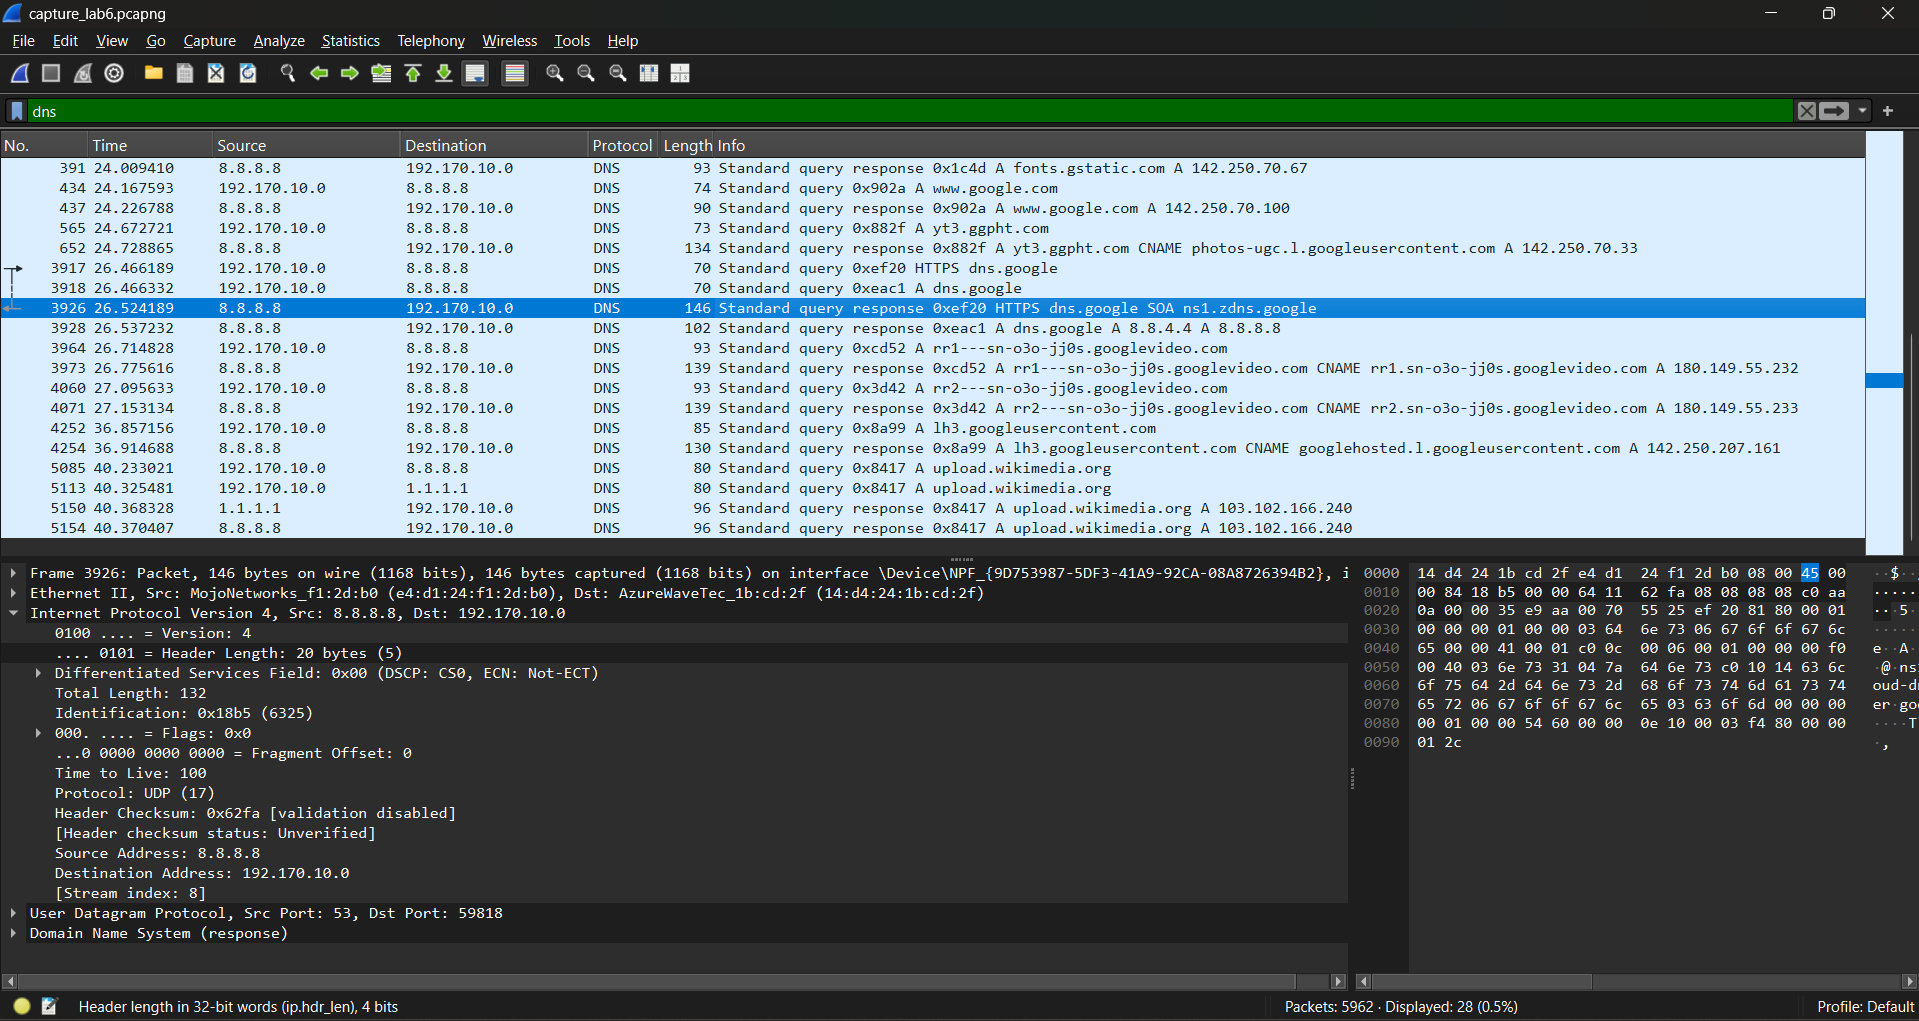 capture_lab6.pcapng
File Edit View Go Capture Analyze Statistics Telephony Wireless Tools Help
dns
No. Time Source Destination Protocol Length Info
391 24.009410 8.8.8.8 192.170.10.0 DNS 93 Standard query response 0x1c4d A fonts.gstatic.com A 142.250.70.67
434 24.167593 192.170.10.0 8.8.8.8 DNS 74 Standard query 0x902a A www.google.com
437 24.226788 8.8.8.8 192.170.10.0 DNS 90 Standard query response 0x902a A www.google.com A 142.250.70.100
565 24.672721 192.170.10.0 8.8.8.8 DNS 73 Standard query 0x882f A yt3.ggpht.com
652 24.728865 8.8.8.8 192.170.10.0 DNS 134 Standard query response 0x882f A yt3.ggpht.com CNAME photos-ugc.l.googleusercontent.com A 142.250.70.33
3917 26.466189 192.170.10.0 8.8.8.8 DNS 70 Standard query 0xef20 HTTPS dns.google
3918 26.466332 192.170.10.0 8.8.8.8 DNS 70 Standard query 0xeac1 A dns.google
3926 26.524189 8.8.8.8 192.170.10.0 DNS 146 Standard query response 0xef20 HTTPS dns.google SOA ns1.zdns.google
3928 26.537232 8.8.8.8 192.170.10.0 DNS 102 Standard query response 0xeac1 A dns.google A 8.8.4.4 A 8.8.8.8
3964 26.714828 192.170.10.0 8.8.8.8 DNS 93 Standard query 0xcd52 A rr1---sn-o3o-jj0s.googlevideo.com
3973 26.775616 8.8.8.8 192.170.10.0 DNS 139 Standard query response 0xcd52 A rr1---sn-o3o-jj0s.googlevideo.com CNAME rr1.sn-o3o-jj0s.googlevideo.com A 180.149.55.232
4060 27.095633 192.170.10.0 8.8.8.8 DNS 93 Standard query 0x3d42 A rr2---sn-o3o-jj0s.googlevideo.com
4071 27.153134 8.8.8.8 192.170.10.0 DNS 139 Standard query response 0x3d42 A rr2---sn-o3o-jj0s.googlevideo.com CNAME rr2.sn-o3o-jj0s.googlevideo.com A 180.149.55.233
4252 36.857156 192.170.10.0 8.8.8.8 DNS 85 Standard query 0x8a99 A lh3.googleusercontent.com
4254 36.914688 8.8.8.8 192.170.10.0 DNS 130 Standard query response 0x8a99 A lh3.googleusercontent.com CNAME googlehosted.l.googleusercontent.com A 142.250.207.161
5085 40.233021 192.170.10.0 8.8.8.8 DNS 80 Standard query 0x8417 A upload.wikimedia.org
5113 40.325481 192.170.10.0 1.1.1.1 DNS 80 Standard query 0x8417 A upload.wikimedia.org
5150 40.368328 1.1.1.1 192.170.10.0 DNS 96 Standard query response 0x8417 A upload.wikimedia.org A 103.102.166.240
5154 40.370407 8.8.8.8 192.170.10.0 DNS 96 Standard query response 0x8417 A upload.wikimedia.org A 103.102.166.240
Frame 3926: Packet, 146 bytes on wire (1168 bits), 146 bytes captured (1168 bits) on interface \Device\NPF_{9D753987-5DF3-41A9-92CA-08A8726394B2}, i
Ethernet II, Src: MojoNetworks_f1:2d:b0 (e4:d1:24:f1:2d:b0), Dst: AzureWaveTec_1b:cd:2f (14:d4:24:1b:cd:2f)
Internet Protocol Version 4, Src: 8.8.8.8, Dst: 192.170.10.0
0100 .... = Version: 4
.... 0101 = Header Length: 20 bytes (5)
Differentiated Services Field: 0x00 (DSCP: CS0, ECN: Not-ECT)
Total Length: 132
Identification: 0x18b5 (6325)
000. .... = Flags: 0x0
...0 0000 0000 0000 = Fragment Offset: 0
Time to Live: 100
Protocol: UDP (17)
Header Checksum: 0x62fa [validation disabled]
[Header checksum status: Unverified]
Source Address: 8.8.8.8
Destination Address: 192.170.10.0
[Stream index: 8]
User Datagram Protocol, Src Port: 53, Dst Port: 59818
Domain Name System (response)
0000 14 d4 24 1b cd 2f e4 d1 24 f1 2d b0 08 00 45 00 ··$··
0010 00 84 18 b5 00 00 64 11 62 fa 08 08 08 08 c0 aa ·····
0020 0a 00 00 35 e9 aa 00 70 55 25 ef 20 81 80 00 01 ···5·
0030 00 00 00 01 00 00 03 64 6e 73 06 67 6f 6f 67 6c ·····
0040 65 00 00 41 00 01 c0 0c 00 06 00 01 00 00 00 f0 e··A·
0050 00 40 03 6e 73 31 04 7a 64 6e 73 c0 10 14 63 6c ·@·ns
0060 6f 75 64 2d 64 6e 73 2d 68 6f 73 74 6d 61 73 74 oud-d
0070 65 72 06 67 6f 6f 67 6c 65 03 63 6f 6d 00 00 00 er·go
0080 00 01 00 00 54 60 00 00 0e 10 00 03 f4 80 00 00 ····T
0090 01 2c ·,
Header length in 32-bit words (ip.hdr_len), 4 bits
Packets: 5962 · Displayed: 28 (0.5%)
Profile: Default